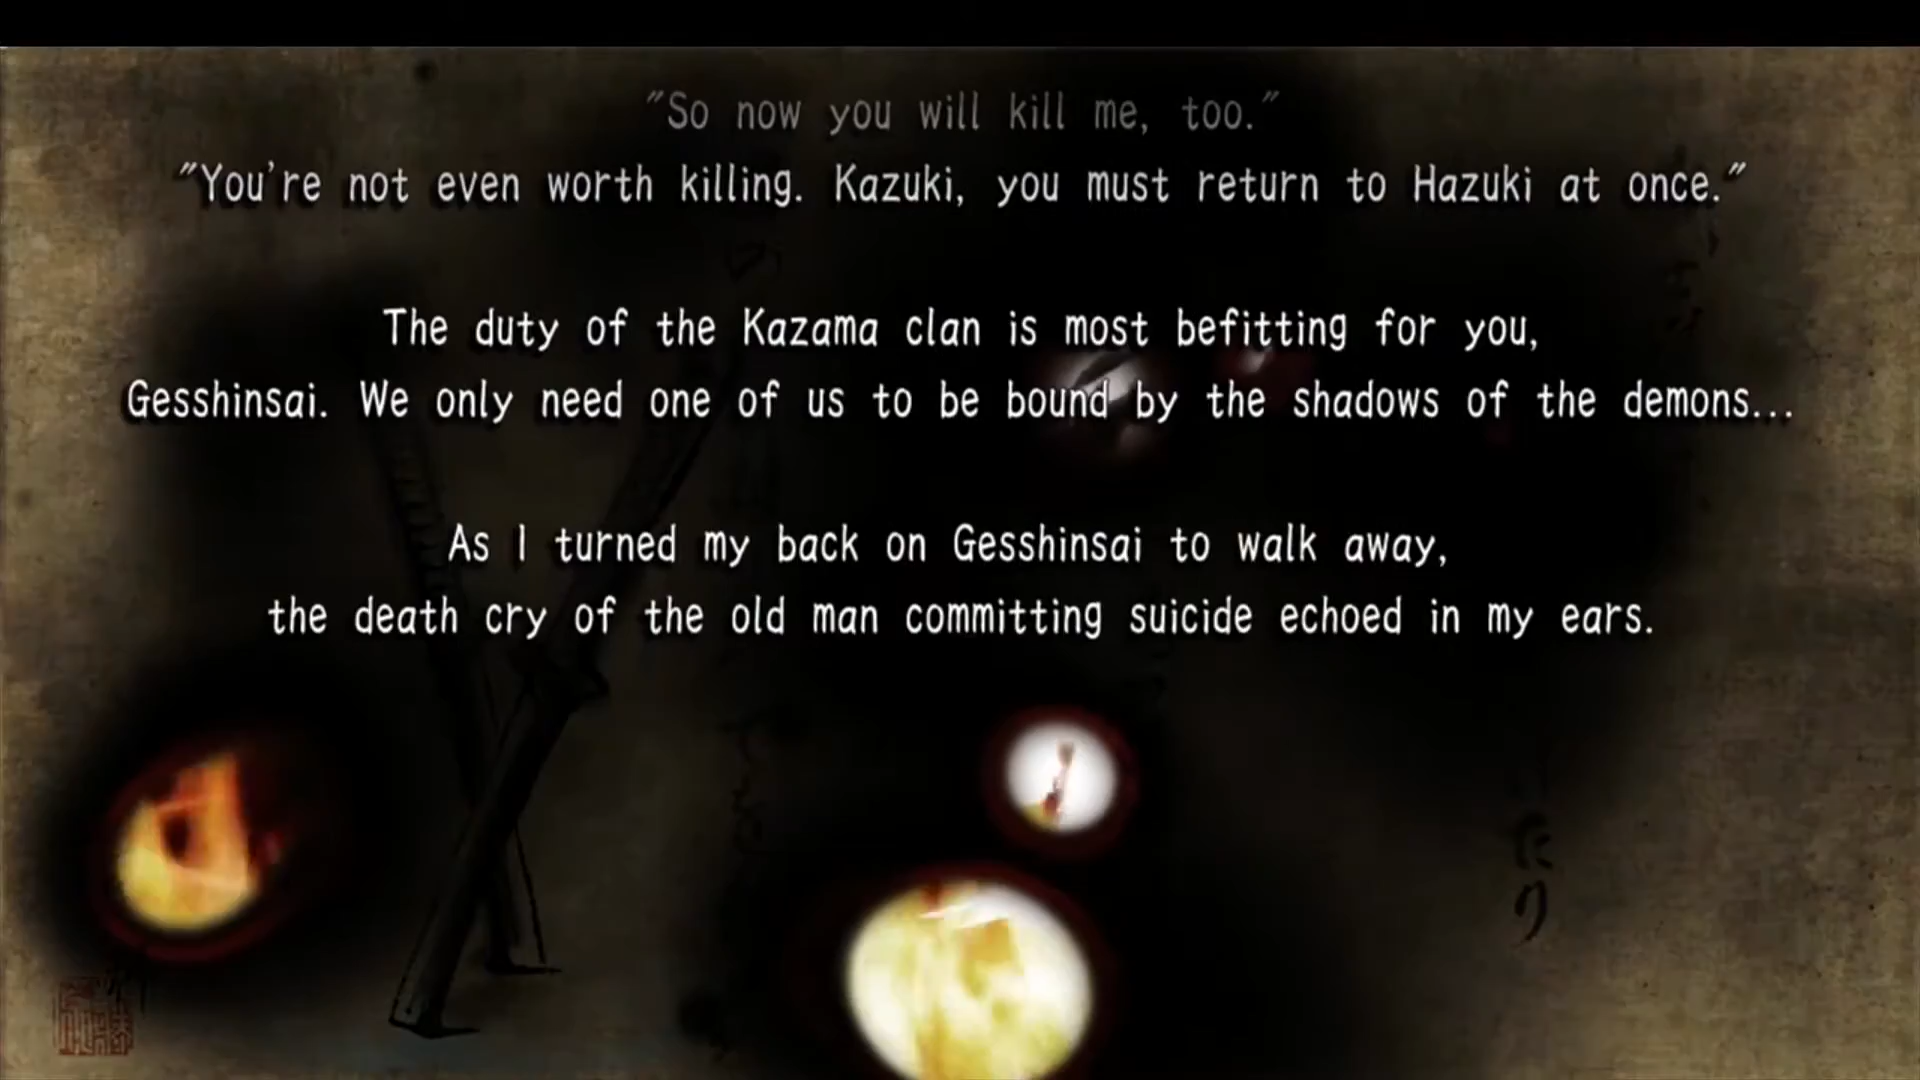 "So now you will kill me, too."
"You're not even worth killing. Kazuki, you must return to Hazuki at once."
The duty of the Kazama clan is most befitting for you,
Gesshinsai. We only need one of us to be bound by the shadows of the demons...
As I turned my back on Gesshinsai to walk away,
the death cry of the old man committing suicide echoed in my ears.
たり